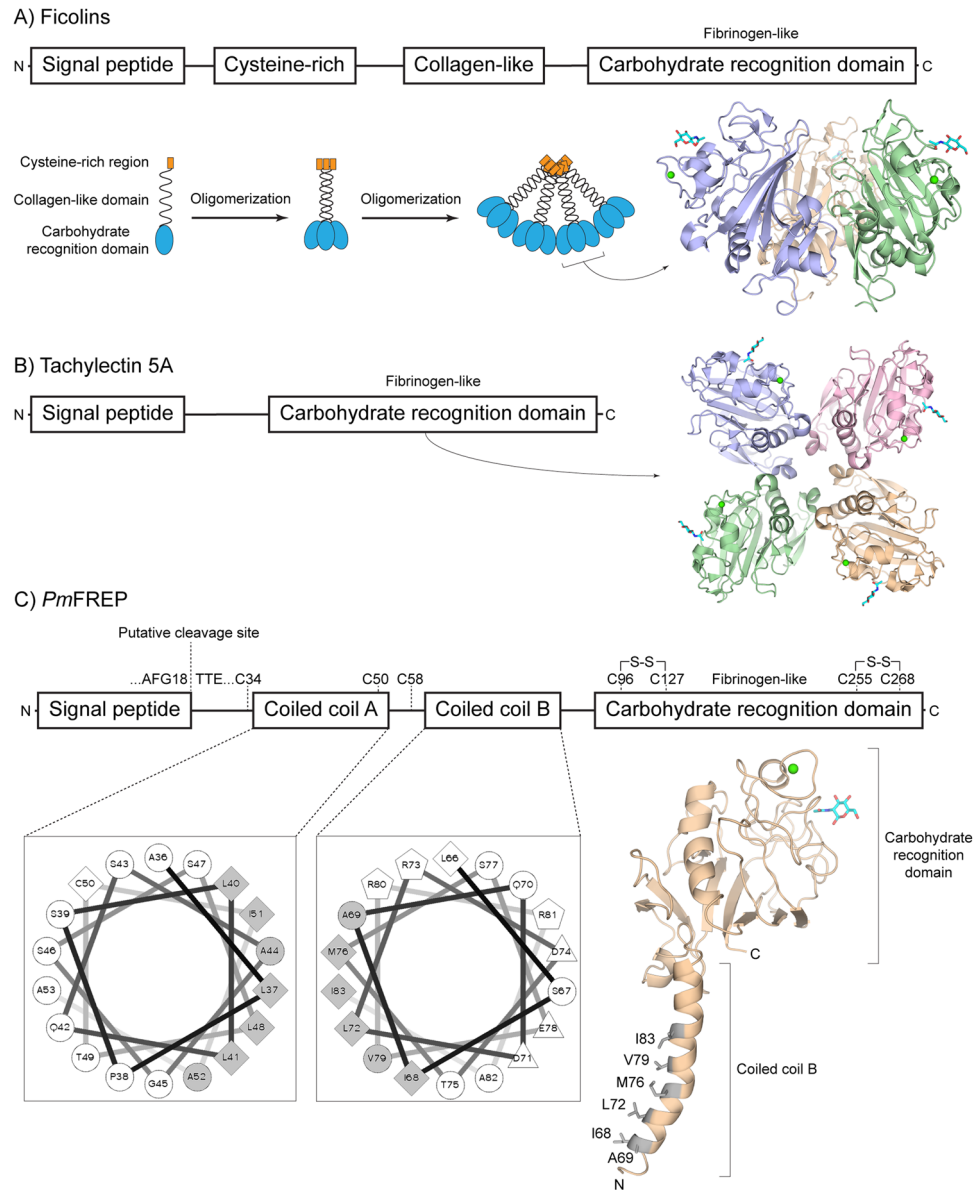 A) Ficolins
Fibrinogen-like
N Signal peptide Cysteine-rich Collagen-like Carbohydrate recognition domain C
Cysteine-rich region
Collagen-like domain
Carbohydrate
recognition domain
Oligomerization
Oligomerization
B) Tachylectin 5A
Fibrinogen-like
N Signal peptide Carbohydrate recognition domain C
C) PmFREP
Putative cleavage site
S-S S-S
...AFG18 TTE...C34 C50 C58 C96 C127 Fibrinogen-like C255 C268
N Signal peptide Coiled coil A Coiled coil B Carbohydrate recognition domain C
A36
S43 S47
C50 L40
S39 I51
S46 A44
A53 L37
Q42 L48
T49 L41
P38 A52
G45
L66
R73 S77
R80 Q70
A69 R81
M76 D74
I83 S67
L72 E78
V79 D71
I68 A82
T75
Carbohydrate
recognition
domain
C
I83
V79
M76
L72
I68
A69
N
Coiled coil B